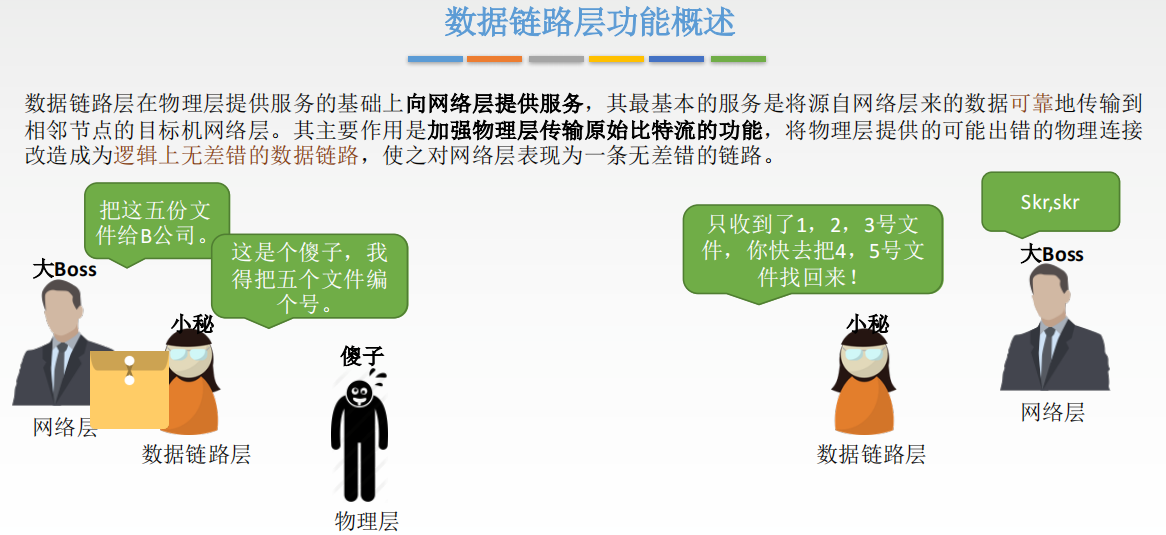 数据链路层功能概述
数据链路层在物理层提供服务的基础上向网络层提供服务，其最基本的服务是将源自网络层来的数据可靠地传输到
相邻节点的目标机网络层。其主要作用是加强物理层传输原始比特流的功能，将物理层提供的可能出错的物理连接
改造成为逻辑上无差错的数据链路，使之对网络层表现为一条无差错的链路。
把这五份文
件给B公司。
大Boss
网络层
这是个傻子，我
得把五个文件编
个号。
小秘
数据链路层
傻子
物理层
只收到了1，2，3号文
件，你快去把4，5号文
件找回来！
小秘
数据链路层
Skr,skr
大Boss
网络层